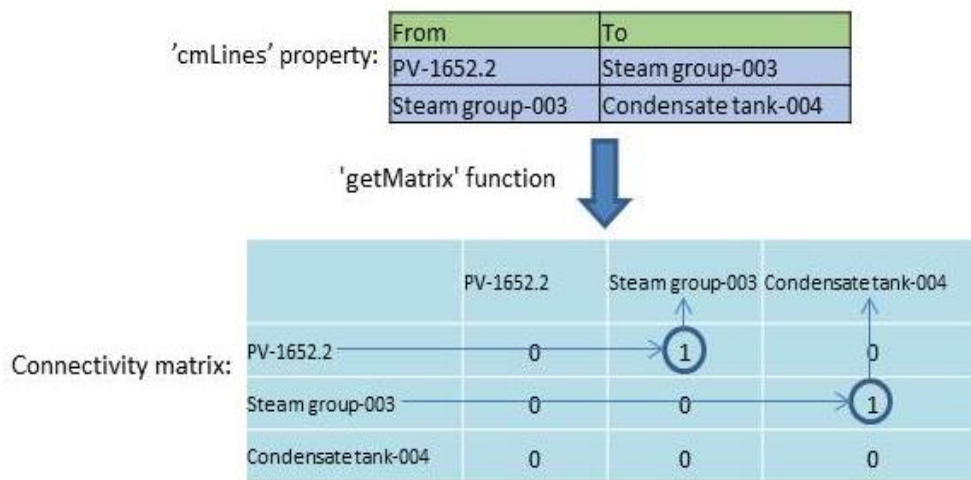 From To
’cmLines’ property:
PV-1652.2 Steam group-003
Steam group-003 Condensate tank-004
'getMatrix' function
PV-1652.2 Steam group-003 Condensate tank-004
Connectivity matrix:
PV-1652.2 0 1 0
Steam group-003 0 0 1
Condensate tank-004 0 0 0